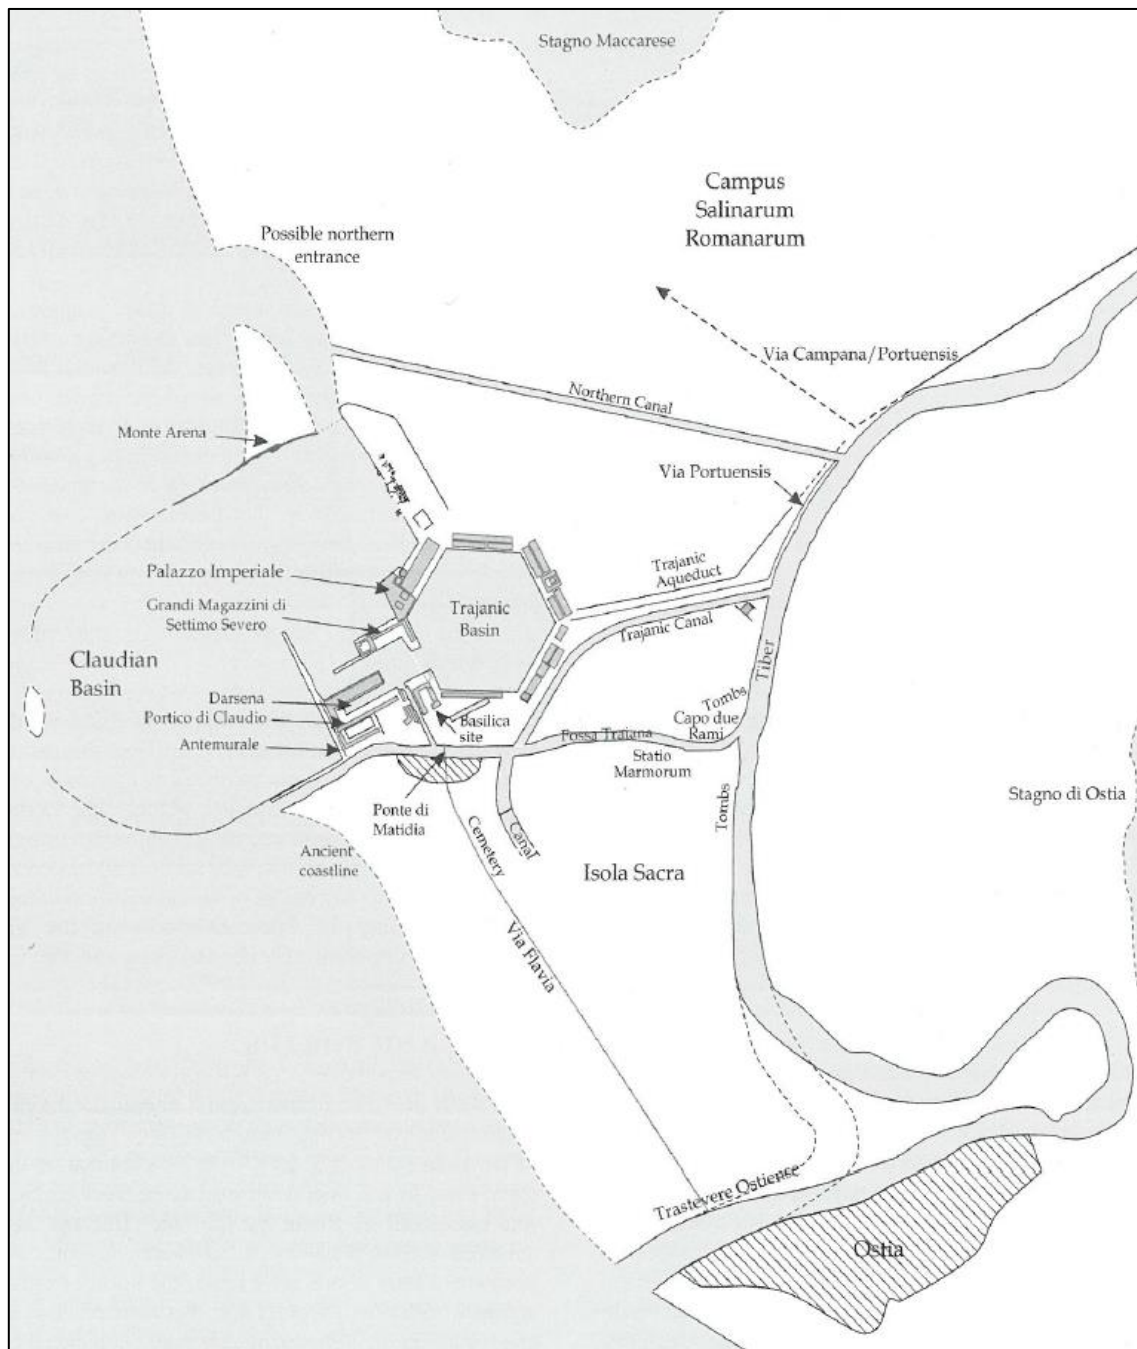 Stagno Maccarese
Campus
Salinarum
Romanarum
Possible northern
entrance
Via Campana/Portuensis
Northern Canal
Monte Arena
Via Portuensis
Palazzo Imperiale
Trajanic
Aqueduct
Grandi Magazzini di
Settimo Severo
Trajanic
Basin
Trajanic Canal
Tiber
Claudian
Basin
Darsena
Portico di Claudio
Antemurale
Basilica
site
Tombs
Capo due
Rami
Fossa Traiana
Statio
Marmorum
Ponte di
Matidia
Canal
Tombs
Stagno di Ostia
Ancient
coastline
Cemetery
Isola Sacra
Via Flavia
Trastevere Ostiense
Ostia